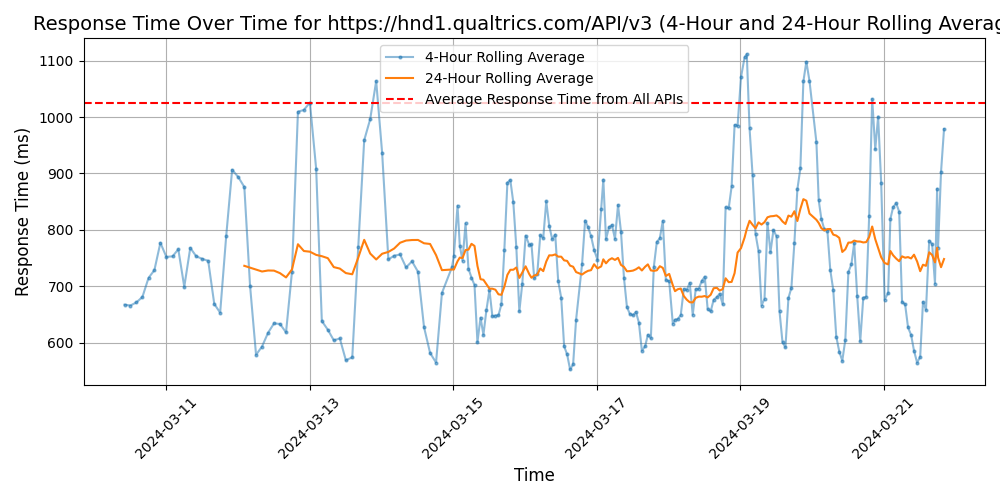 Response Time Over Time for https://hnd1.qualtrics.com/API/v3 (4-Hour and 24-Hour Rolling Averag
4-Hour Rolling Average
24-Hour Rolling Average
Average Response Time from All APIs
Response Time (ms)
1100
1000
900
800
700
600
2024-03-11
2024-03-13
2024-03-15
2024-03-17
2024-03-19
2024-03-21
Time